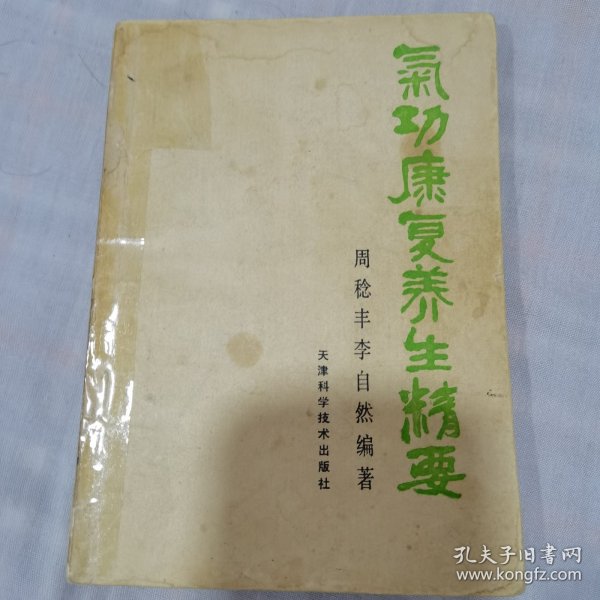 氣功康复养生精要
周稔丰李自然编著
天津科学技术出版社
孔夫子旧书网
www.kongfz.com